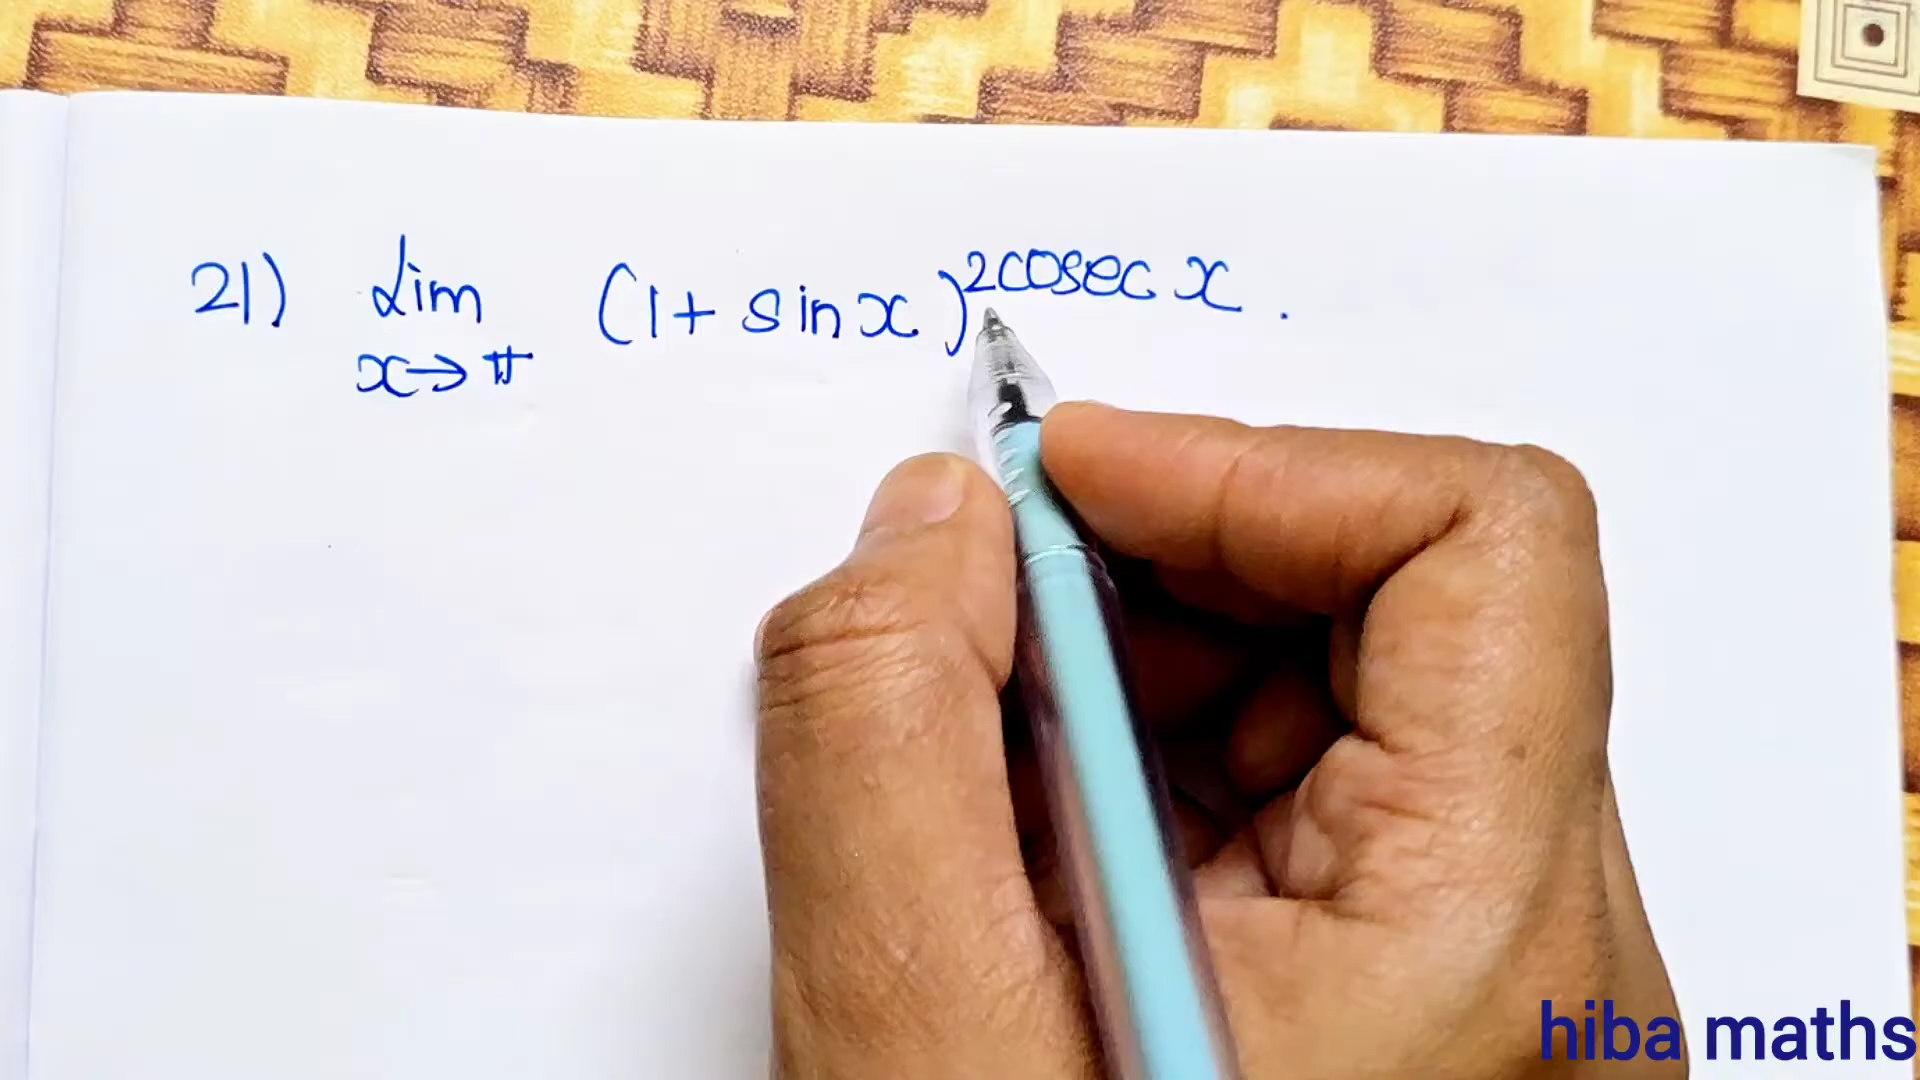 21) Lim (1 + sin x)^2cosec x .
x→π
hiba maths